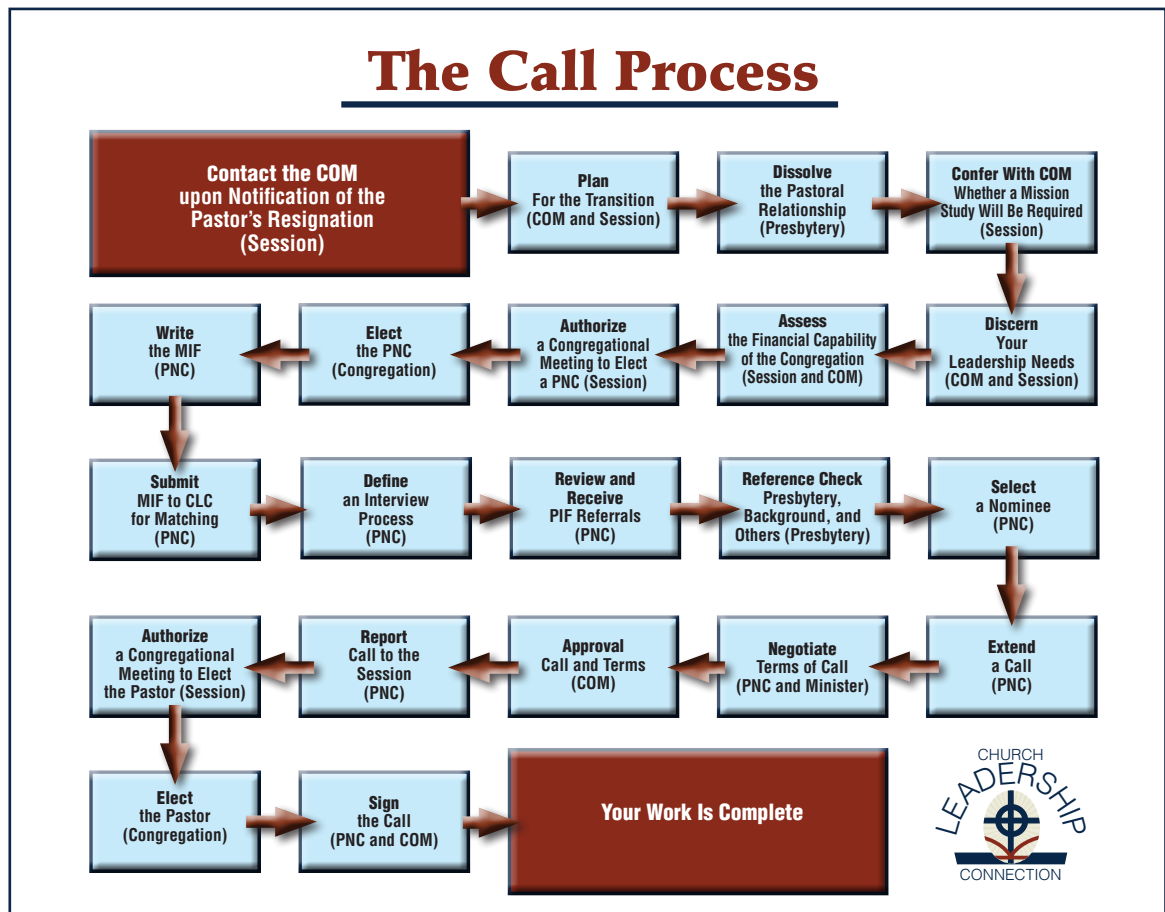 The Call Process
Contact the COM
upon Notification of the
Pastor's Resignation
(Session)
Plan
For the Transition
(COM and Session)
Dissolve
the Pastoral
Relationship
(Presbytery)
Confer With COM
Whether a Mission
Study Will Be Required
(Session)
Discern
Your
Leadership Needs
(COM and Session)
Assess
the Financial Capability
of the Congregation
(Session and COM)
Authorize
a Congregational
Meeting to Elect
a PNC (Session)
Elect
the PNC
(Congregation)
Write
the MIF
(PNC)
Submit
MIF to CLC
for Matching
(PNC)
Define
an Interview
Process
(PNC)
Review and
Receive
PIF Referrals
(PNC)
Reference Check
Presbytery,
Background, and
Others (Presbytery)
Select
a Nominee
(PNC)
Extend
a Call
(PNC)
Negotiate
Terms of Call
(PNC and Minister)
Approval
Call and Terms
(COM)
Report
Call to the
Session
(PNC)
Authorize
a Congregational
Meeting to Elect
the Pastor (Session)
Elect
the Pastor
(Congregation)
Sign
the Call
(PNC and COM)
Your Work Is Complete
CHURCH
LEADERSHIP
CONNECTION